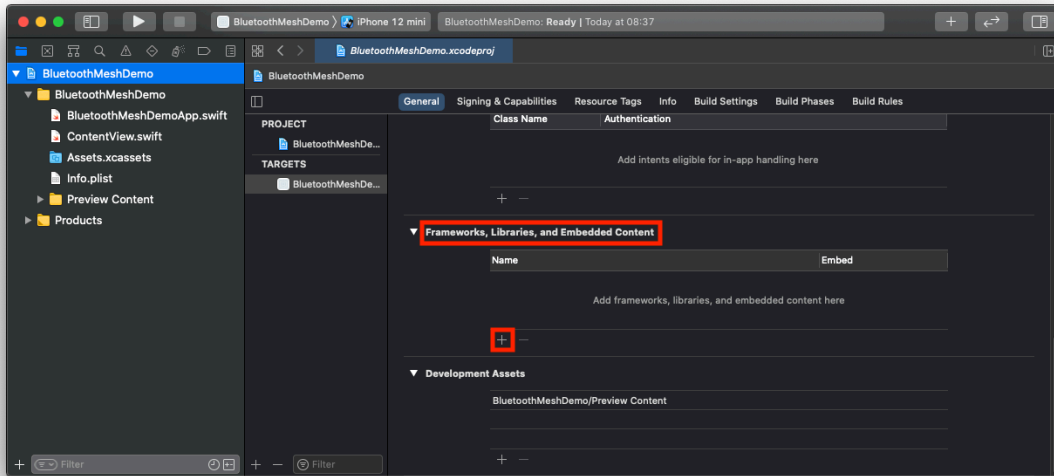 BluetoothMeshDemo 〉 iPhone 12 mini
BluetoothMeshDemo: Ready | Today at 08:37
BluetoothMeshDemo.xcodeproj
BluetoothMeshDemo
BluetoothMeshDemo
BluetoothMeshDemo
BluetoothMeshDemoApp.swift
ContentView.swift
Assets.xcassets
Info.plist
Preview Content
Products
Filter
General Signing & Capabilities Resource Tags Info Build Settings Build Phases Build Rules
PROJECT
BluetoothMeshDe...
TARGETS
BluetoothMeshDe...
Filter
Class Name Authentication
Add intents eligible for in-app handling here
Frameworks, Libraries, and Embedded Content
Name Embed
Add frameworks, libraries, and embedded content here
Development Assets
BluetoothMeshDemo/Preview Content